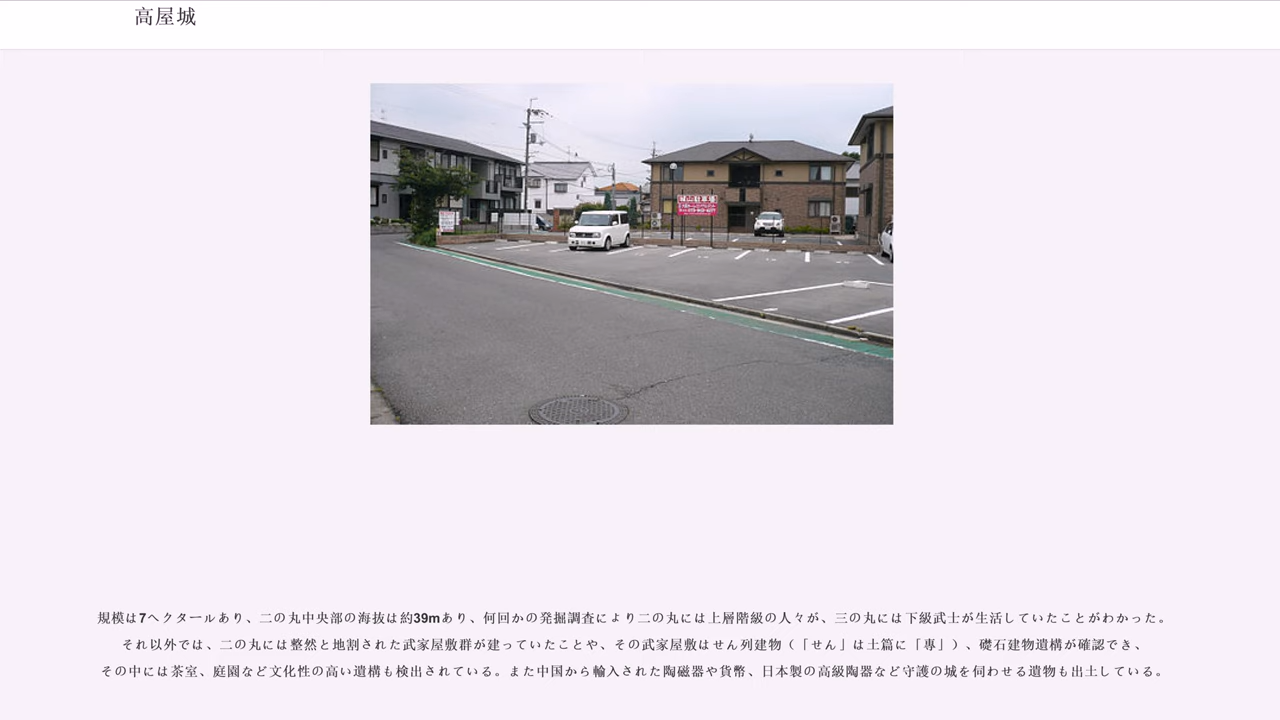 高屋城
城山駐車場
規模は7ヘクタールあり、二の丸中央部の海抜は約39mあり、何回かの発掘調査により二の丸には上層階級の人々が、三の丸には下級武士が生活していたことがわかった。
それ以外では、二の丸には整然と地割された武家屋敷群が建っていたことや、その武家屋敷はせん列建物（「せん」は土篇に「專」）、礎石建物遺構が確認でき、
その中には茶室、庭園など文化性の高い遺構も検出されている。また中国から輸入された陶磁器や貨幣、日本製の高級陶器など守護の城を伺わせる遺物も出土している。